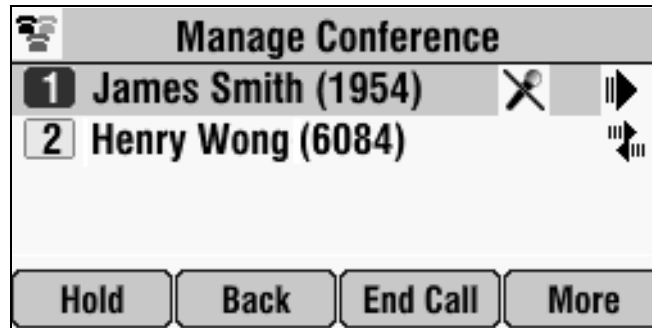 Manage Conference
1 James Smith (1954)
2 Henry Wong (6084)
Hold Back End Call More